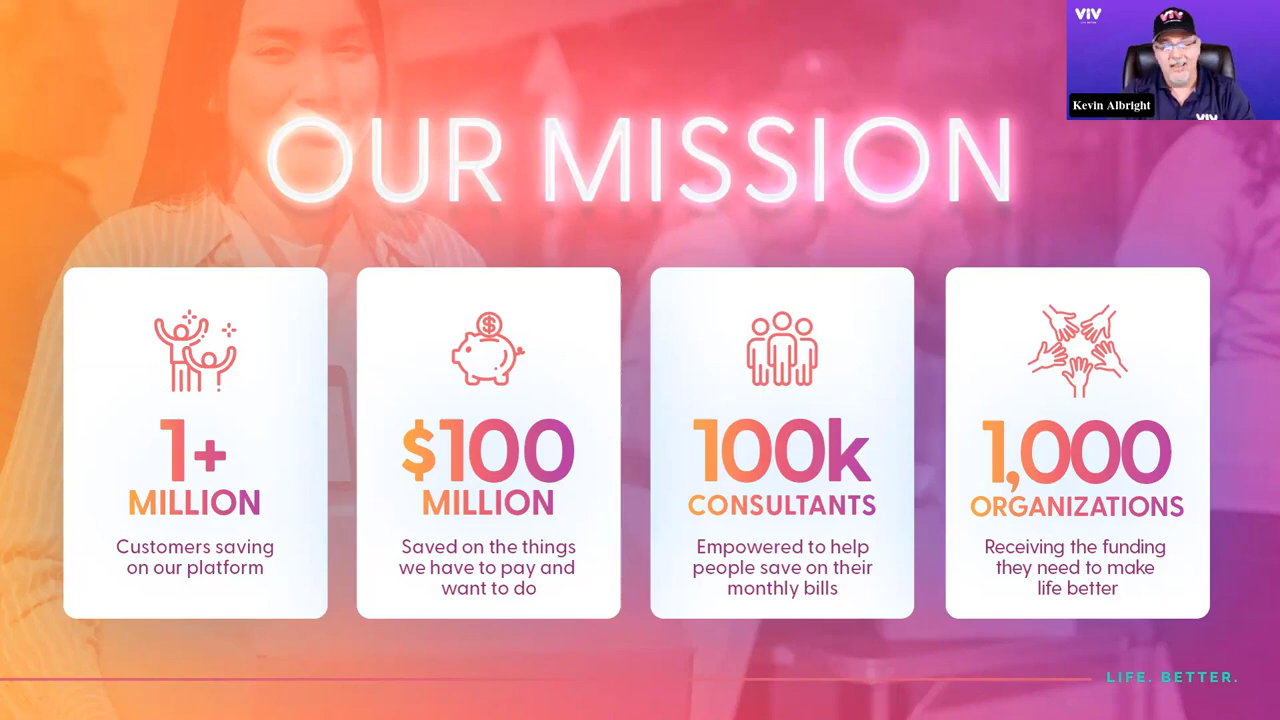 VIV
VIV
Kevin Albright
VIV
OUR MISSION
$
1+
MILLION
Customers saving
on our platform
$100
MILLION
Saved on the things
we have to pay and
want to do
100k
CONSULTANTS
Empowered to help
people save on their
monthly bills
1,000
ORGANIZATIONS
Receiving the funding
they need to make
life better
LIFE. BETTER.